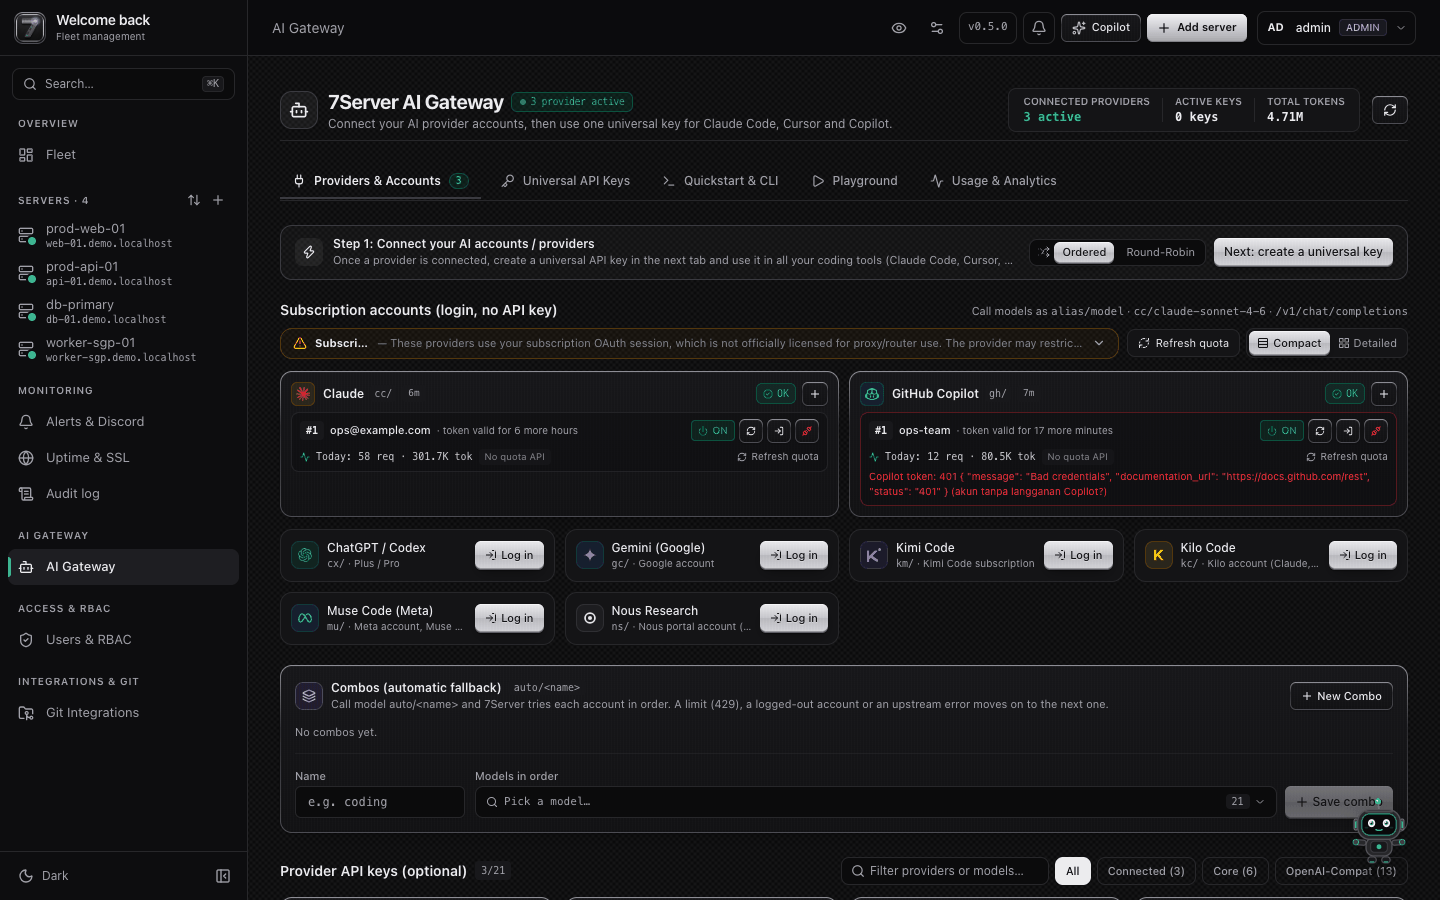 Welcome back
Fleet management
Search...
⌘K
OVERVIEW
Fleet
SERVERS · 4
prod-web-01
web-01.demo.localhost
prod-api-01
api-01.demo.localhost
db-primary
db-01.demo.localhost
worker-sgp-01
worker-sgp.demo.localhost
MONITORING
Alerts & Discord
Uptime & SSL
Audit log
AI GATEWAY
AI Gateway
ACCESS & RBAC
Users & RBAC
INTEGRATIONS & GIT
Git Integrations
Dark
AI Gateway
v0.5.0
Copilot
Add server
AD admin ADMIN
7Server AI Gateway
3 provider active
Connect your AI provider accounts, then use one universal key for Claude Code, Cursor and Copilot.
CONNECTED PROVIDERS
3 active
ACTIVE KEYS
0 keys
TOTAL TOKENS
4.71M
Providers & Accounts 3
Universal API Keys
Quickstart & CLI
Playground
Usage & Analytics
Step 1: Connect your AI accounts / providers
Once a provider is connected, create a universal API key in the next tab and use it in all your coding tools (Claude Code, Cursor, ...
Ordered
Round-Robin
Next: create a universal key
Subscription accounts (login, no API key)
Call models as alias/model · cc/claude-sonnet-4-6 · /v1/chat/completions
Subscri... — These providers use your subscription OAuth session, which is not officially licensed for proxy/router use. The provider may restric...
Refresh quota
Compact
Detailed
Claude cc/ 6m
OK
#1 ops@example.com · token valid for 6 more hours
ON
Today: 58 req · 301.7K tok No quota API
Refresh quota
GitHub Copilot gh/ 7m
OK
#1 ops-team · token valid for 17 more minutes
ON
Today: 12 req · 80.5K tok No quota API
Refresh quota
Copilot token: 401 { "message": "Bad credentials", "documentation_url": "https://docs.github.com/rest",
"status": "401" } (akun tanpa langganan Copilot?)
ChatGPT / Codex
cx/ · Plus / Pro
Log in
Gemini (Google)
gc/ · Google account
Log in
Kimi Code
km/ · Kimi Code subscription
Log in
Kilo Code
kc/ · Kilo account (Claude,...
Log in
Muse Code (Meta)
mu/ · Meta account, Muse ...
Log in
Nous Research
ns/ · Nous portal account (...
Log in
Combos (automatic fallback) auto/<name>
Call model auto/<name> and 7Server tries each account in order. A limit (429), a logged-out account or an upstream error moves on to the next one.
New Combo
No combos yet.
Name
e.g. coding
Models in order
Pick a model…
21
Save combo
Provider API keys (optional) 3/21
Filter providers or models...
All
Connected (3)
Core (6)
OpenAI-Compat (13)